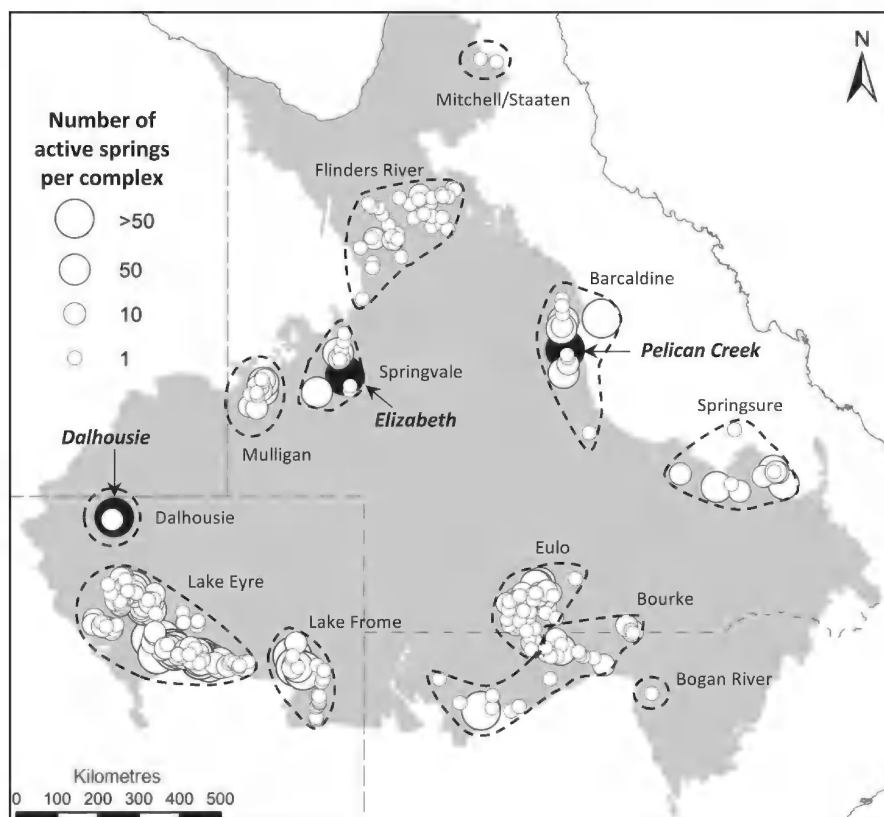 N
Mitchell/Staaten
Number of
active springs
per complex
>50
50
10
1
Flinders River
Barcaldine
Pelican Creek
Springvale
Elizabeth
Mulligan
Springsure
Dalhousie
Dalhousie
Eulo
Lake Eyre
Bourke
Lake Frome
Bogan River
Kilometres
0 100 200 300 400 500